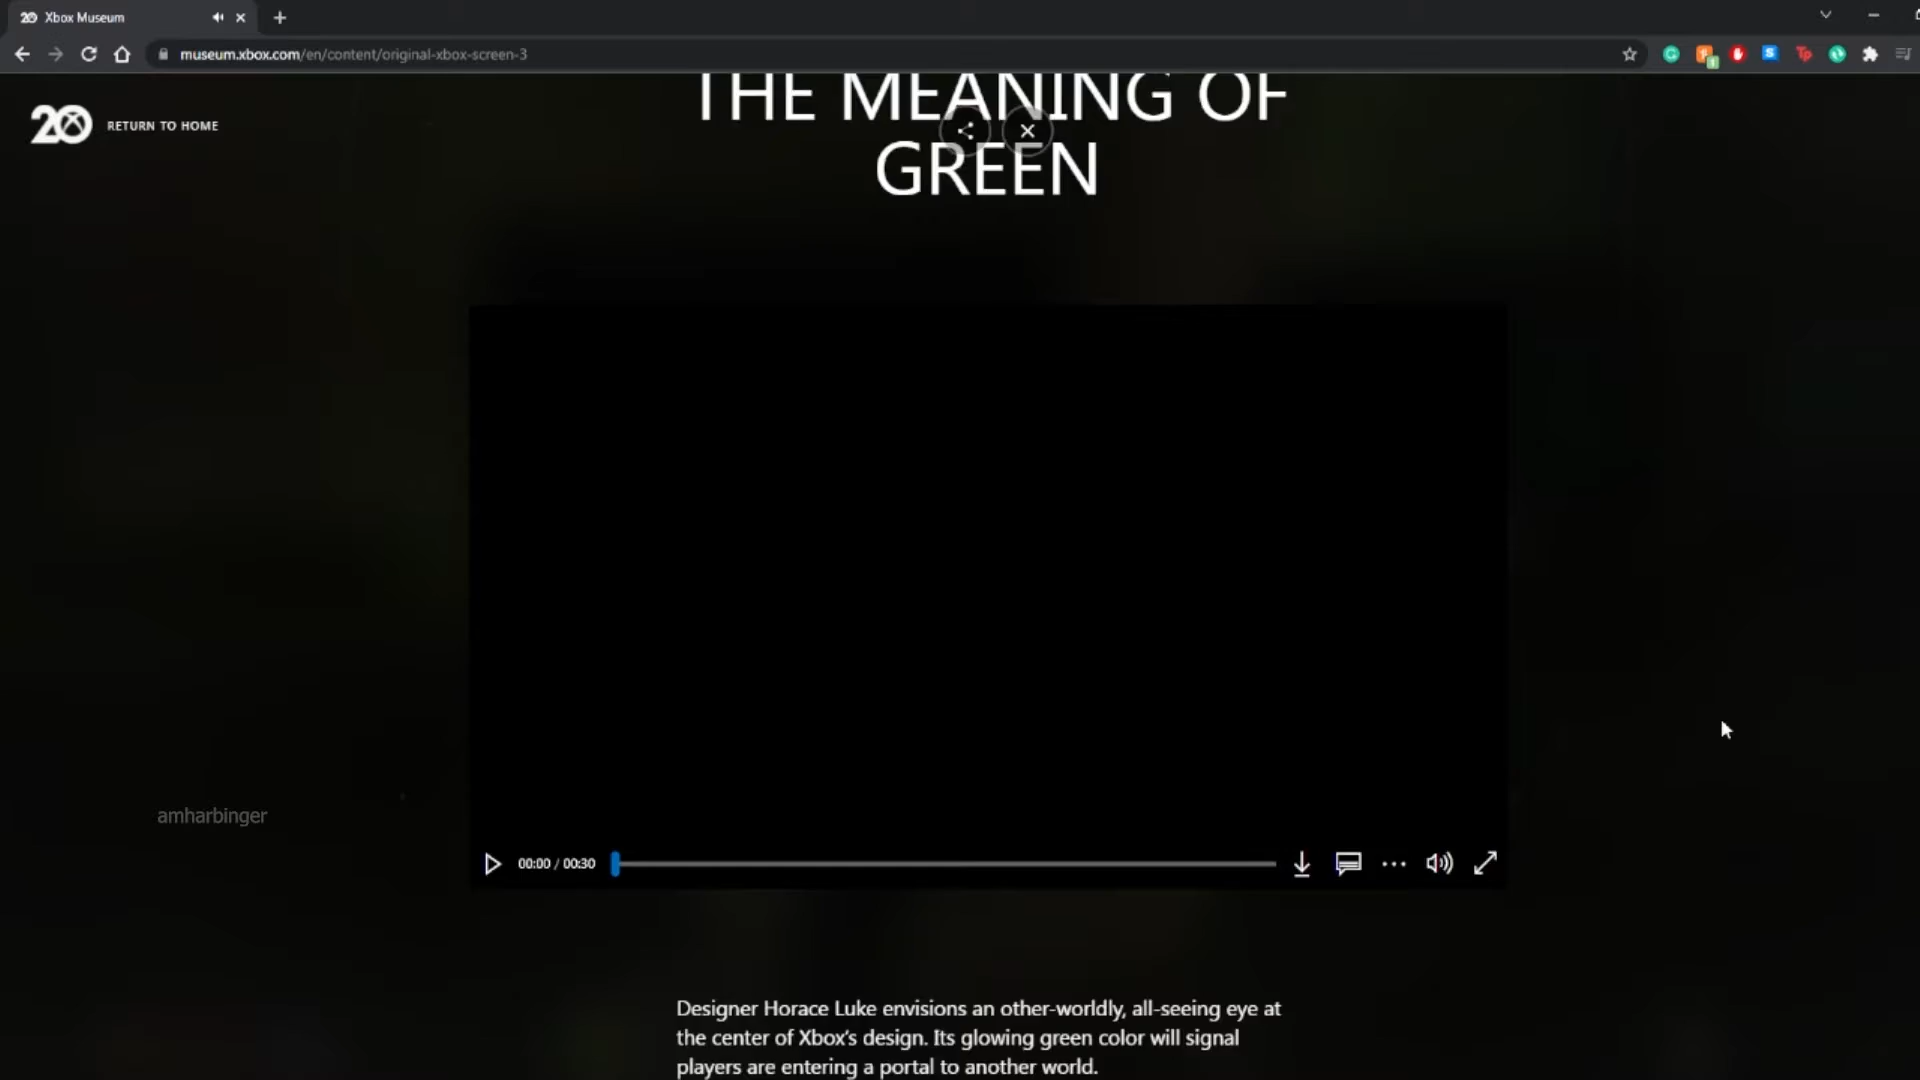 20 Xbox Museum
museum.xbox.com/en/content/original-xbox-screen-3
THE MEANING OF
GREEN
20 RETURN TO HOME
amharbinger
00:00 / 00:30
Designer Horace Luke envisions an other-worldly, all-seeing eye at
the center of Xbox's design. Its glowing green color will signal
players are entering a portal to another world.